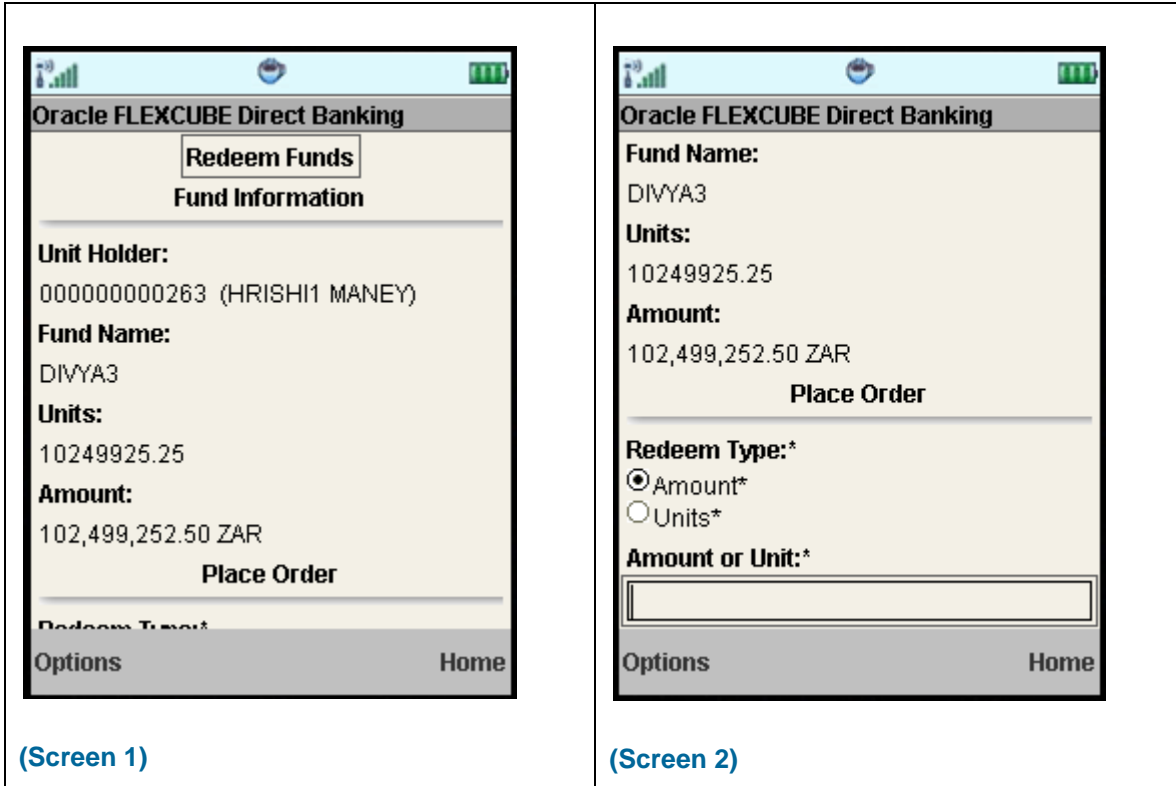 Oracle FLEXCUBE Direct Banking
Redeem Funds
Fund Information
Unit Holder:
000000000263 (HRISHI1 MANEY)
Fund Name:
DIVYA3
Units:
10249925.25
Amount:
102,499,252.50 ZAR
Place Order
Redeem Type:*
Options Home
(Screen 1)
Oracle FLEXCUBE Direct Banking
Fund Name:
DIVYA3
Units:
10249925.25
Amount:
102,499,252.50 ZAR
Place Order
Redeem Type:*
Amount*
Units*
Amount or Unit:*
Options Home
(Screen 2)